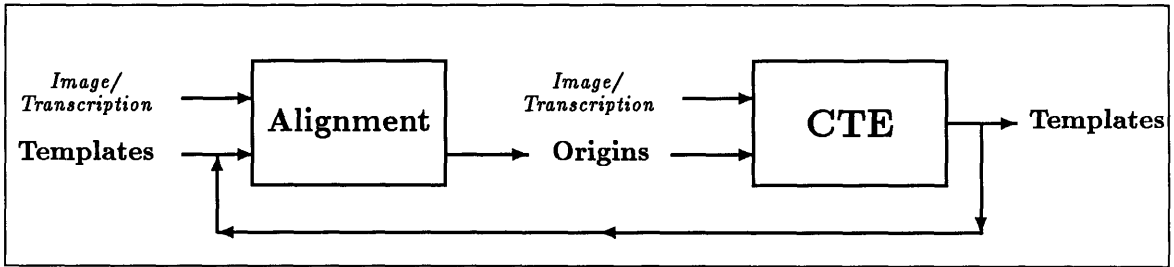 Image/
Transcription
Templates
Alignment
Image/
Transcription
Origins
CTE
Templates